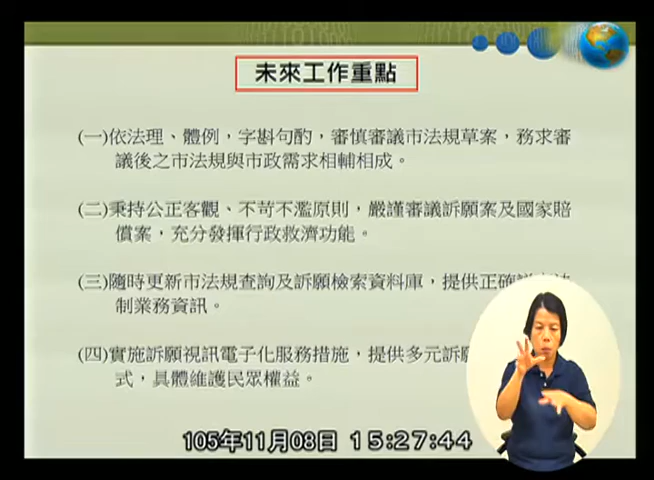 未來工作重點
(一)依法理、體例，字斟句酌，審慎審議市法規草案，務求審
議後之市法規與市政需求相輔相成。
(二)秉持公正客觀、不苛不濫原則，嚴謹審議訴願案及國家賠
償案，充分發揮行政救濟功能。
(三)隨時更新市法規查詢及訴願檢索資料庫，提供正確
制業務資訊。
(四)實施訴願視訊電子化服務措施，提供多元訴
式，具體維護民眾權益。
105年11月08日 15:27:44